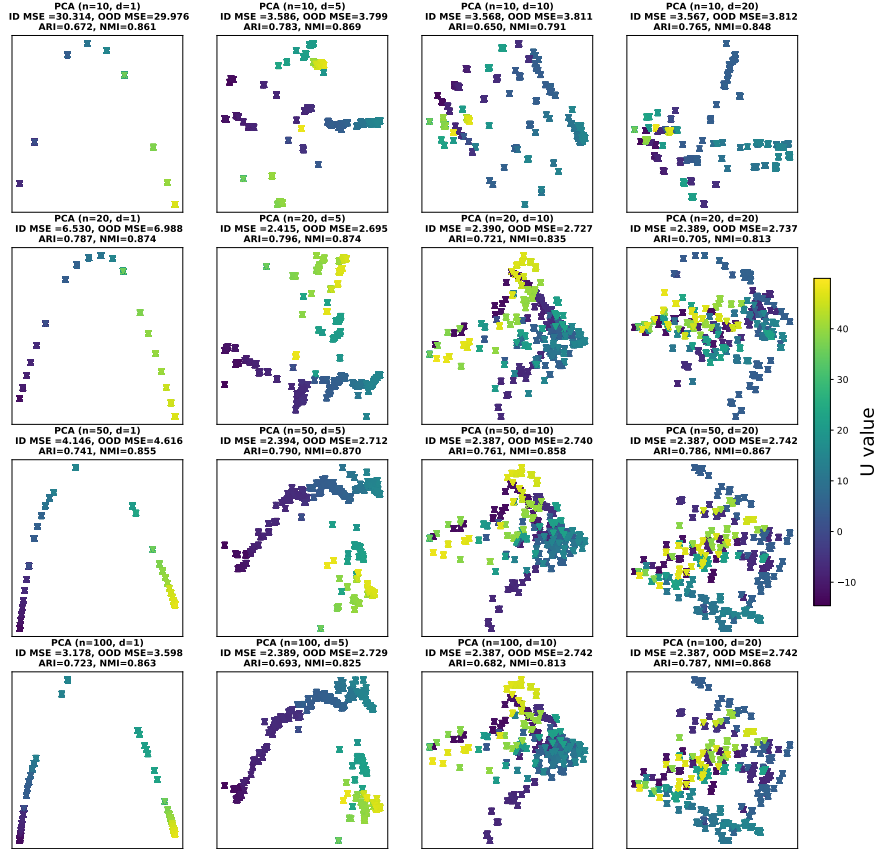 PCA (n=10, d=1)
ID MSE =30.314, OOD MSE=29.976
ARI=0.672, NMI=0.861
PCA (n=10, d=5)
ID MSE =3.586, OOD MSE=3.799
ARI=0.783, NMI=0.869
PCA (n=10, d=10)
ID MSE =3.568, OOD MSE=3.811
ARI=0.650, NMI=0.791
PCA (n=10, d=20)
ID MSE =3.567, OOD MSE=3.812
ARI=0.765, NMI=0.848
PCA (n=20, d=1)
ID MSE =6.530, OOD MSE=6.988
ARI=0.787, NMI=0.874
PCA (n=20, d=5)
ID MSE =2.415, OOD MSE=2.695
ARI=0.796, NMI=0.874
PCA (n=20, d=10)
ID MSE =2.390, OOD MSE=2.727
ARI=0.721, NMI=0.835
PCA (n=20, d=20)
ID MSE =2.389, OOD MSE=2.737
ARI=0.705, NMI=0.813
PCA (n=50, d=1)
ID MSE =4.146, OOD MSE=4.616
ARI=0.741, NMI=0.855
PCA (n=50, d=5)
ID MSE =2.394, OOD MSE=2.712
ARI=0.790, NMI=0.870
PCA (n=50, d=10)
ID MSE =2.387, OOD MSE=2.740
ARI=0.761, NMI=0.858
PCA (n=50, d=20)
ID MSE =2.387, OOD MSE=2.742
ARI=0.786, NMI=0.867
PCA (n=100, d=1)
ID MSE =3.178, OOD MSE=3.598
ARI=0.723, NMI=0.863
PCA (n=100, d=5)
ID MSE =2.389, OOD MSE=2.729
ARI=0.693, NMI=0.825
PCA (n=100, d=10)
ID MSE =2.387, OOD MSE=2.742
ARI=0.682, NMI=0.813
PCA (n=100, d=20)
ID MSE =2.387, OOD MSE=2.742
ARI=0.787, NMI=0.868
40
30
20
10
0
−10
U value